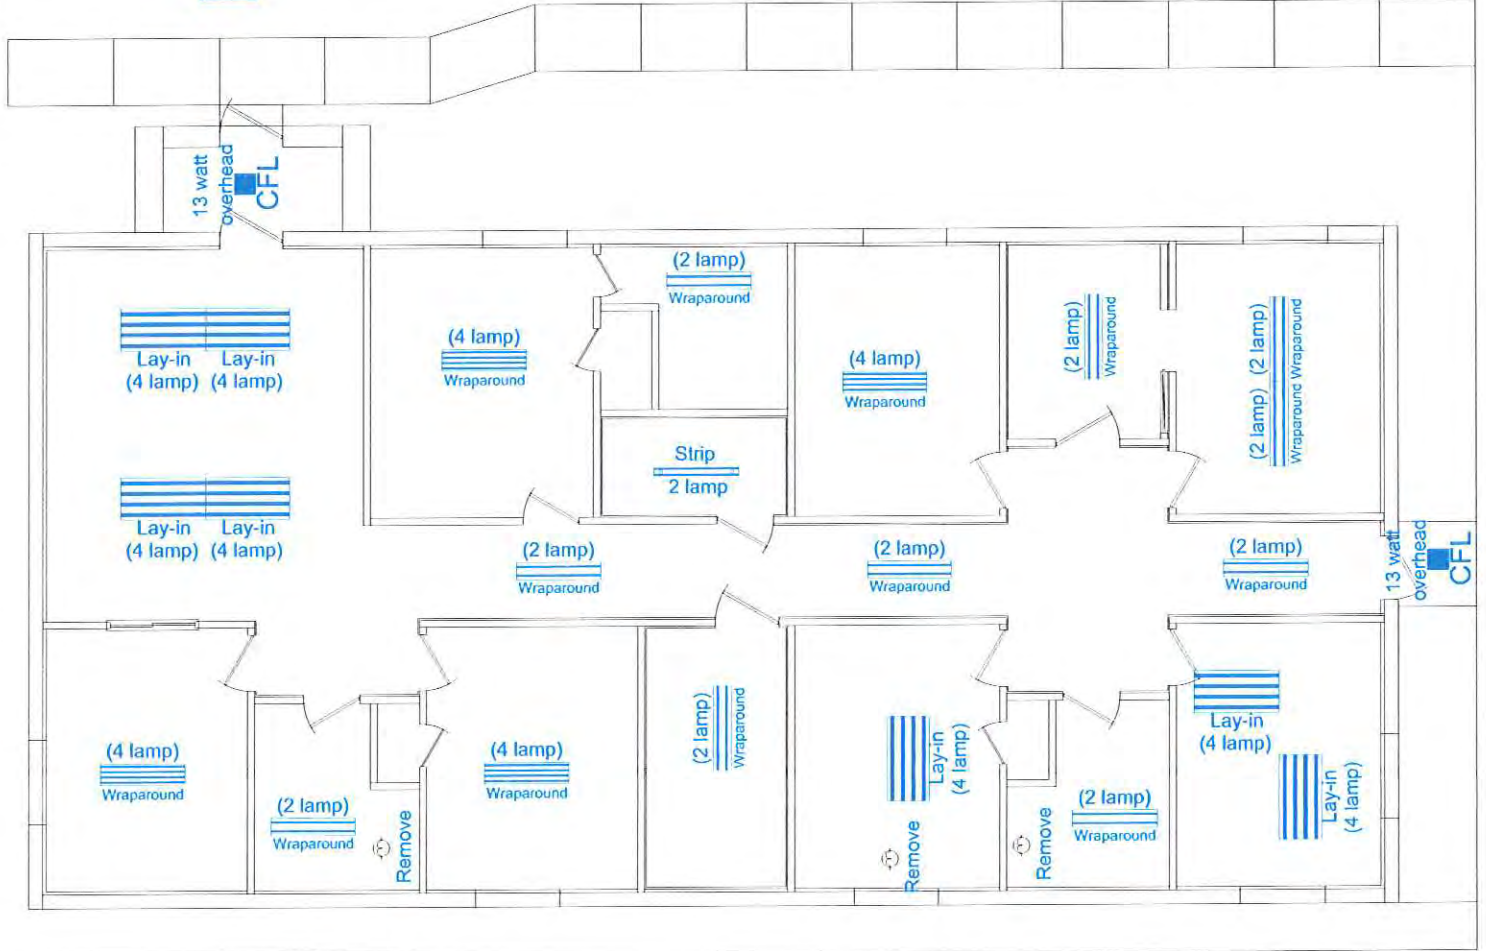 13 watt
overhead
CFL
(2 lamp)
Wraparound
Lay-in Lay-in
(4 lamp) (4 lamp)
(4 lamp)
Wraparound
(4 lamp)
Wraparound
(2 lamp)
Wraparound
(2 lamp) (2 lamp)
Wraparound Wraparound
Strip
2 lamp
Lay-in Lay-in
(4 lamp) (4 lamp)
(2 lamp)
Wraparound
(2 lamp)
Wraparound
(2 lamp)
Wraparound
13 watt
overhead
CFL
(4 lamp)
Wraparound
(2 lamp)
Wraparound
Remove
(4 lamp)
Wraparound
(2 lamp)
Wraparound
Lay-in
(4 lamp)
Remove
Remove
(2 lamp)
Wraparound
Lay-in
(4 lamp)
Lay-in
(4 lamp)